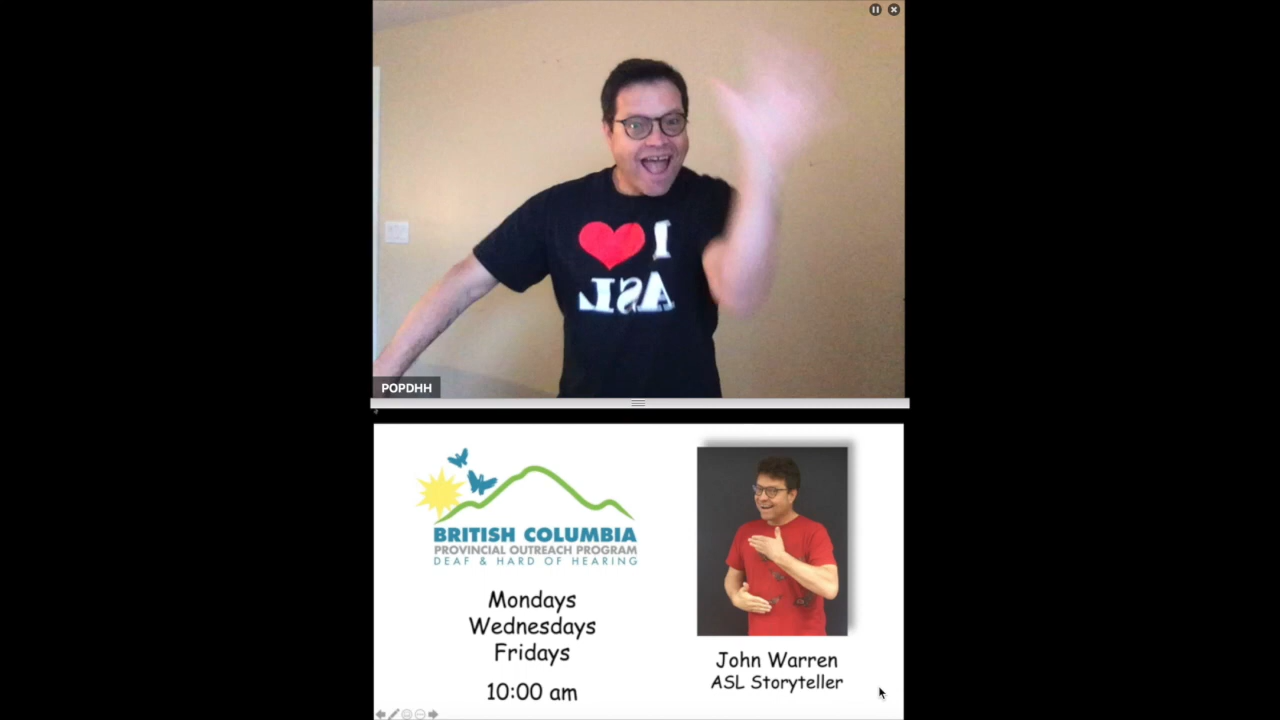 I ❤
ASL
POPDHH
BRITISH COLUMBIA
PROVINCIAL OUTREACH PROGRAM
DEAF & HARD OF HEARING
Mondays
Wednesdays
Fridays
10:00 am
John Warren
ASL Storyteller